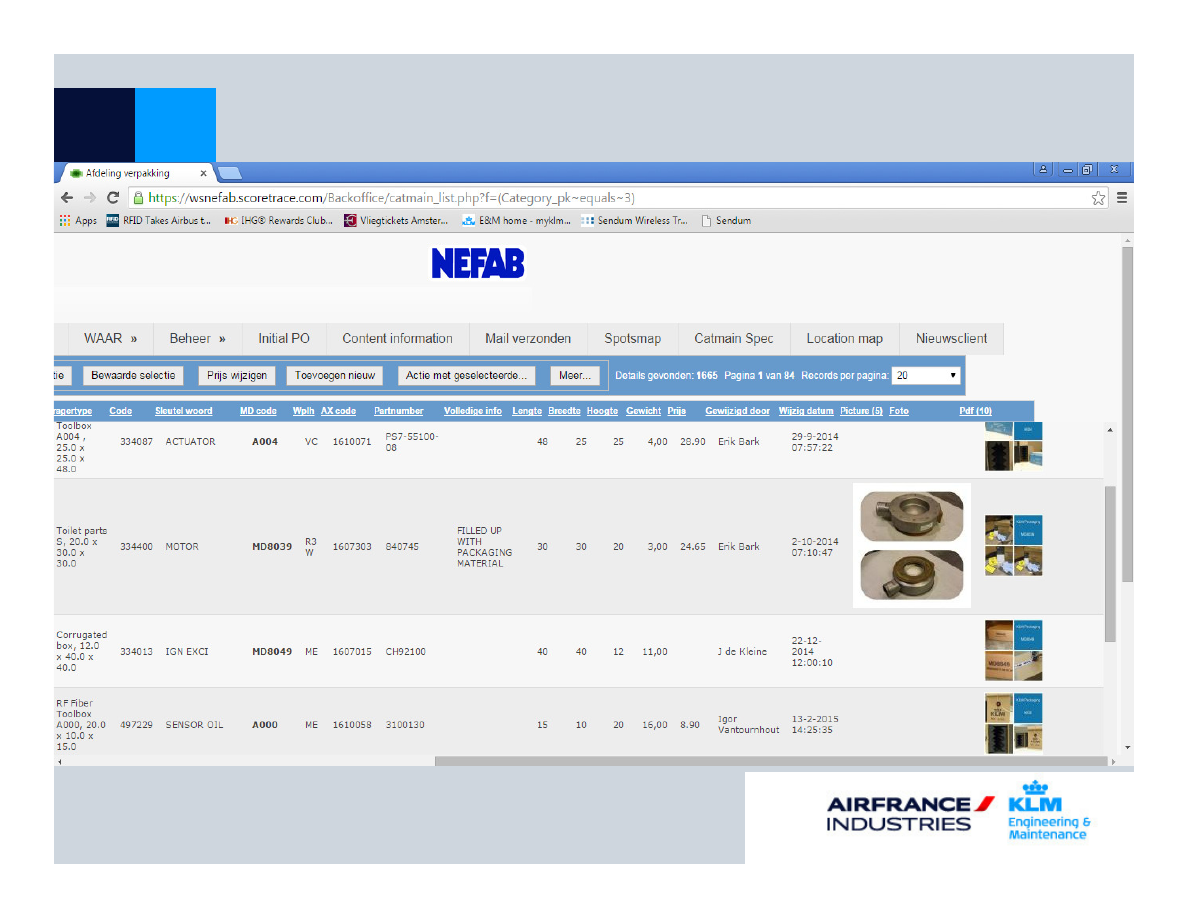 Afdeling verpakking x
https://wsnefab.scoretrace.com/Backoffice/catmain_list.php?f=(Category_pk~equals~3)
Apps RFID Takes Airbus t... IHG® Rewards Club... Vliegtickets Amster... E&M home - myklm... Sendum Wireless Tr... Sendum
NEFAB
WAAR » Beheer » Initial PO Content information Mail verzonden Spotsmap Catmain Spec Location map Nieuwsclient
tie Bewaarde selectie Prijs wijzigen Toevoegen nieuw Actie met geselecteerde... Meer... Details gevonden: 1665 Pagina 1 van 84 Records per pagina: 20
ragertype Code Sleutel woord MD code Wplh AX code Partnumber Volledige info Lengte Breedte Hoogte Gewicht Prijs Gewijzigd door Wijzig datum Picture (5) Foto Pdf (10)
Toolbox
A004 ,
25.0 x
25.0 x
48.0
334087 ACTUATOR A004 VC 1610071 PS7-55100-
08
48 25 25 4,00 28.90 Erik Bark 29-9-2014
07:57:22
Toilet parts
S, 20.0 x
30.0 x
30.0
334400 MOTOR MD8039 R3
W
1607303 840745
FILLED UP
WITH
PACKAGING
MATERIAL
30 30 20 3,00 24.65 Erik Bark 2-10-2014
07:10:47
KLM Packaging
MD8039
Corrugated
box, 12.0
x 40.0 x
40.0
334013 IGN EXCI MD8049 ME 1607015 CH92100 40 40 12 11,00 J de Kleine
22-12-
2014
12:00:10
KLM Packaging
MD8049
MD8049
RF Fiber
Toolbox
A000, 20.0
x 10.0 x
15.0
497229 SENSOR OIL A000 ME 1610058 3100130 15 10 20 16,00 8.90 Igor
Vantournhout
13-2-2015
14:25:35
KLM
KLM Packaging
AIRFRANCE
INDUSTRIES
KLM
Engineering &
Maintenance